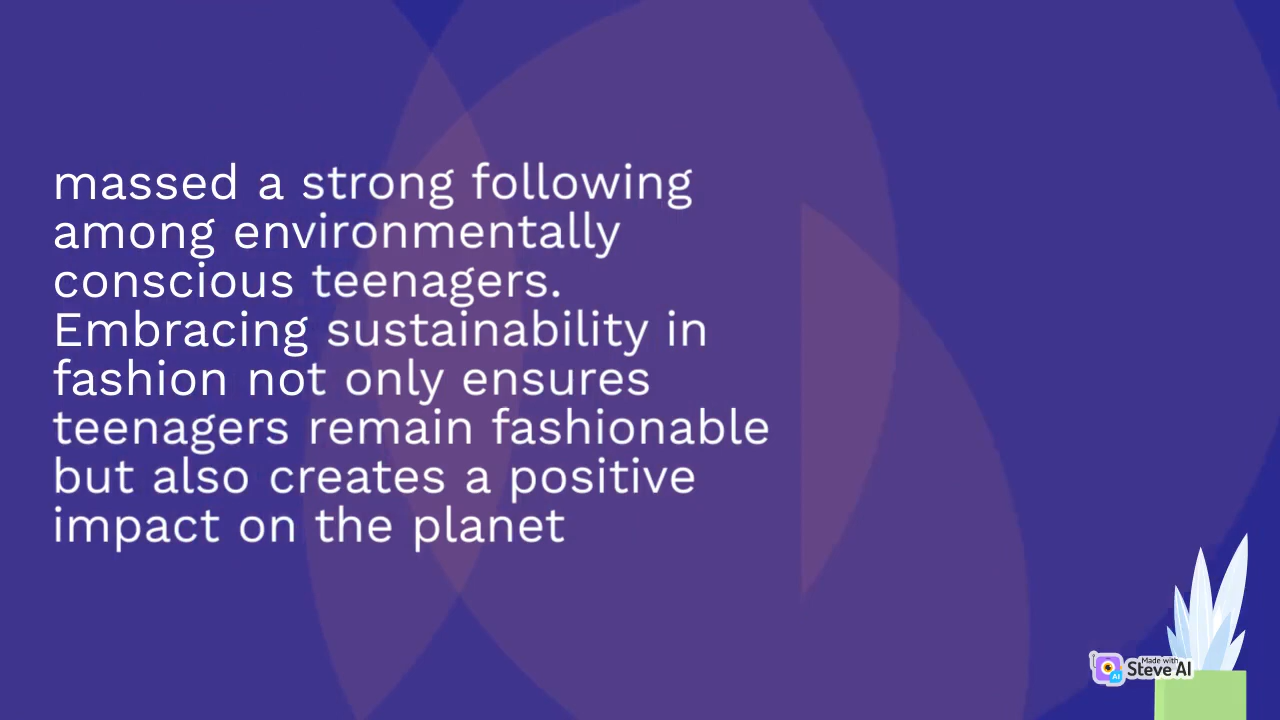 massed a strong following
among environmentally
conscious teenagers.
Embracing sustainability in
fashion not only ensures
teenagers remain fashionable
but also creates a positive
impact on the planet
Made with
Steve AI
AI